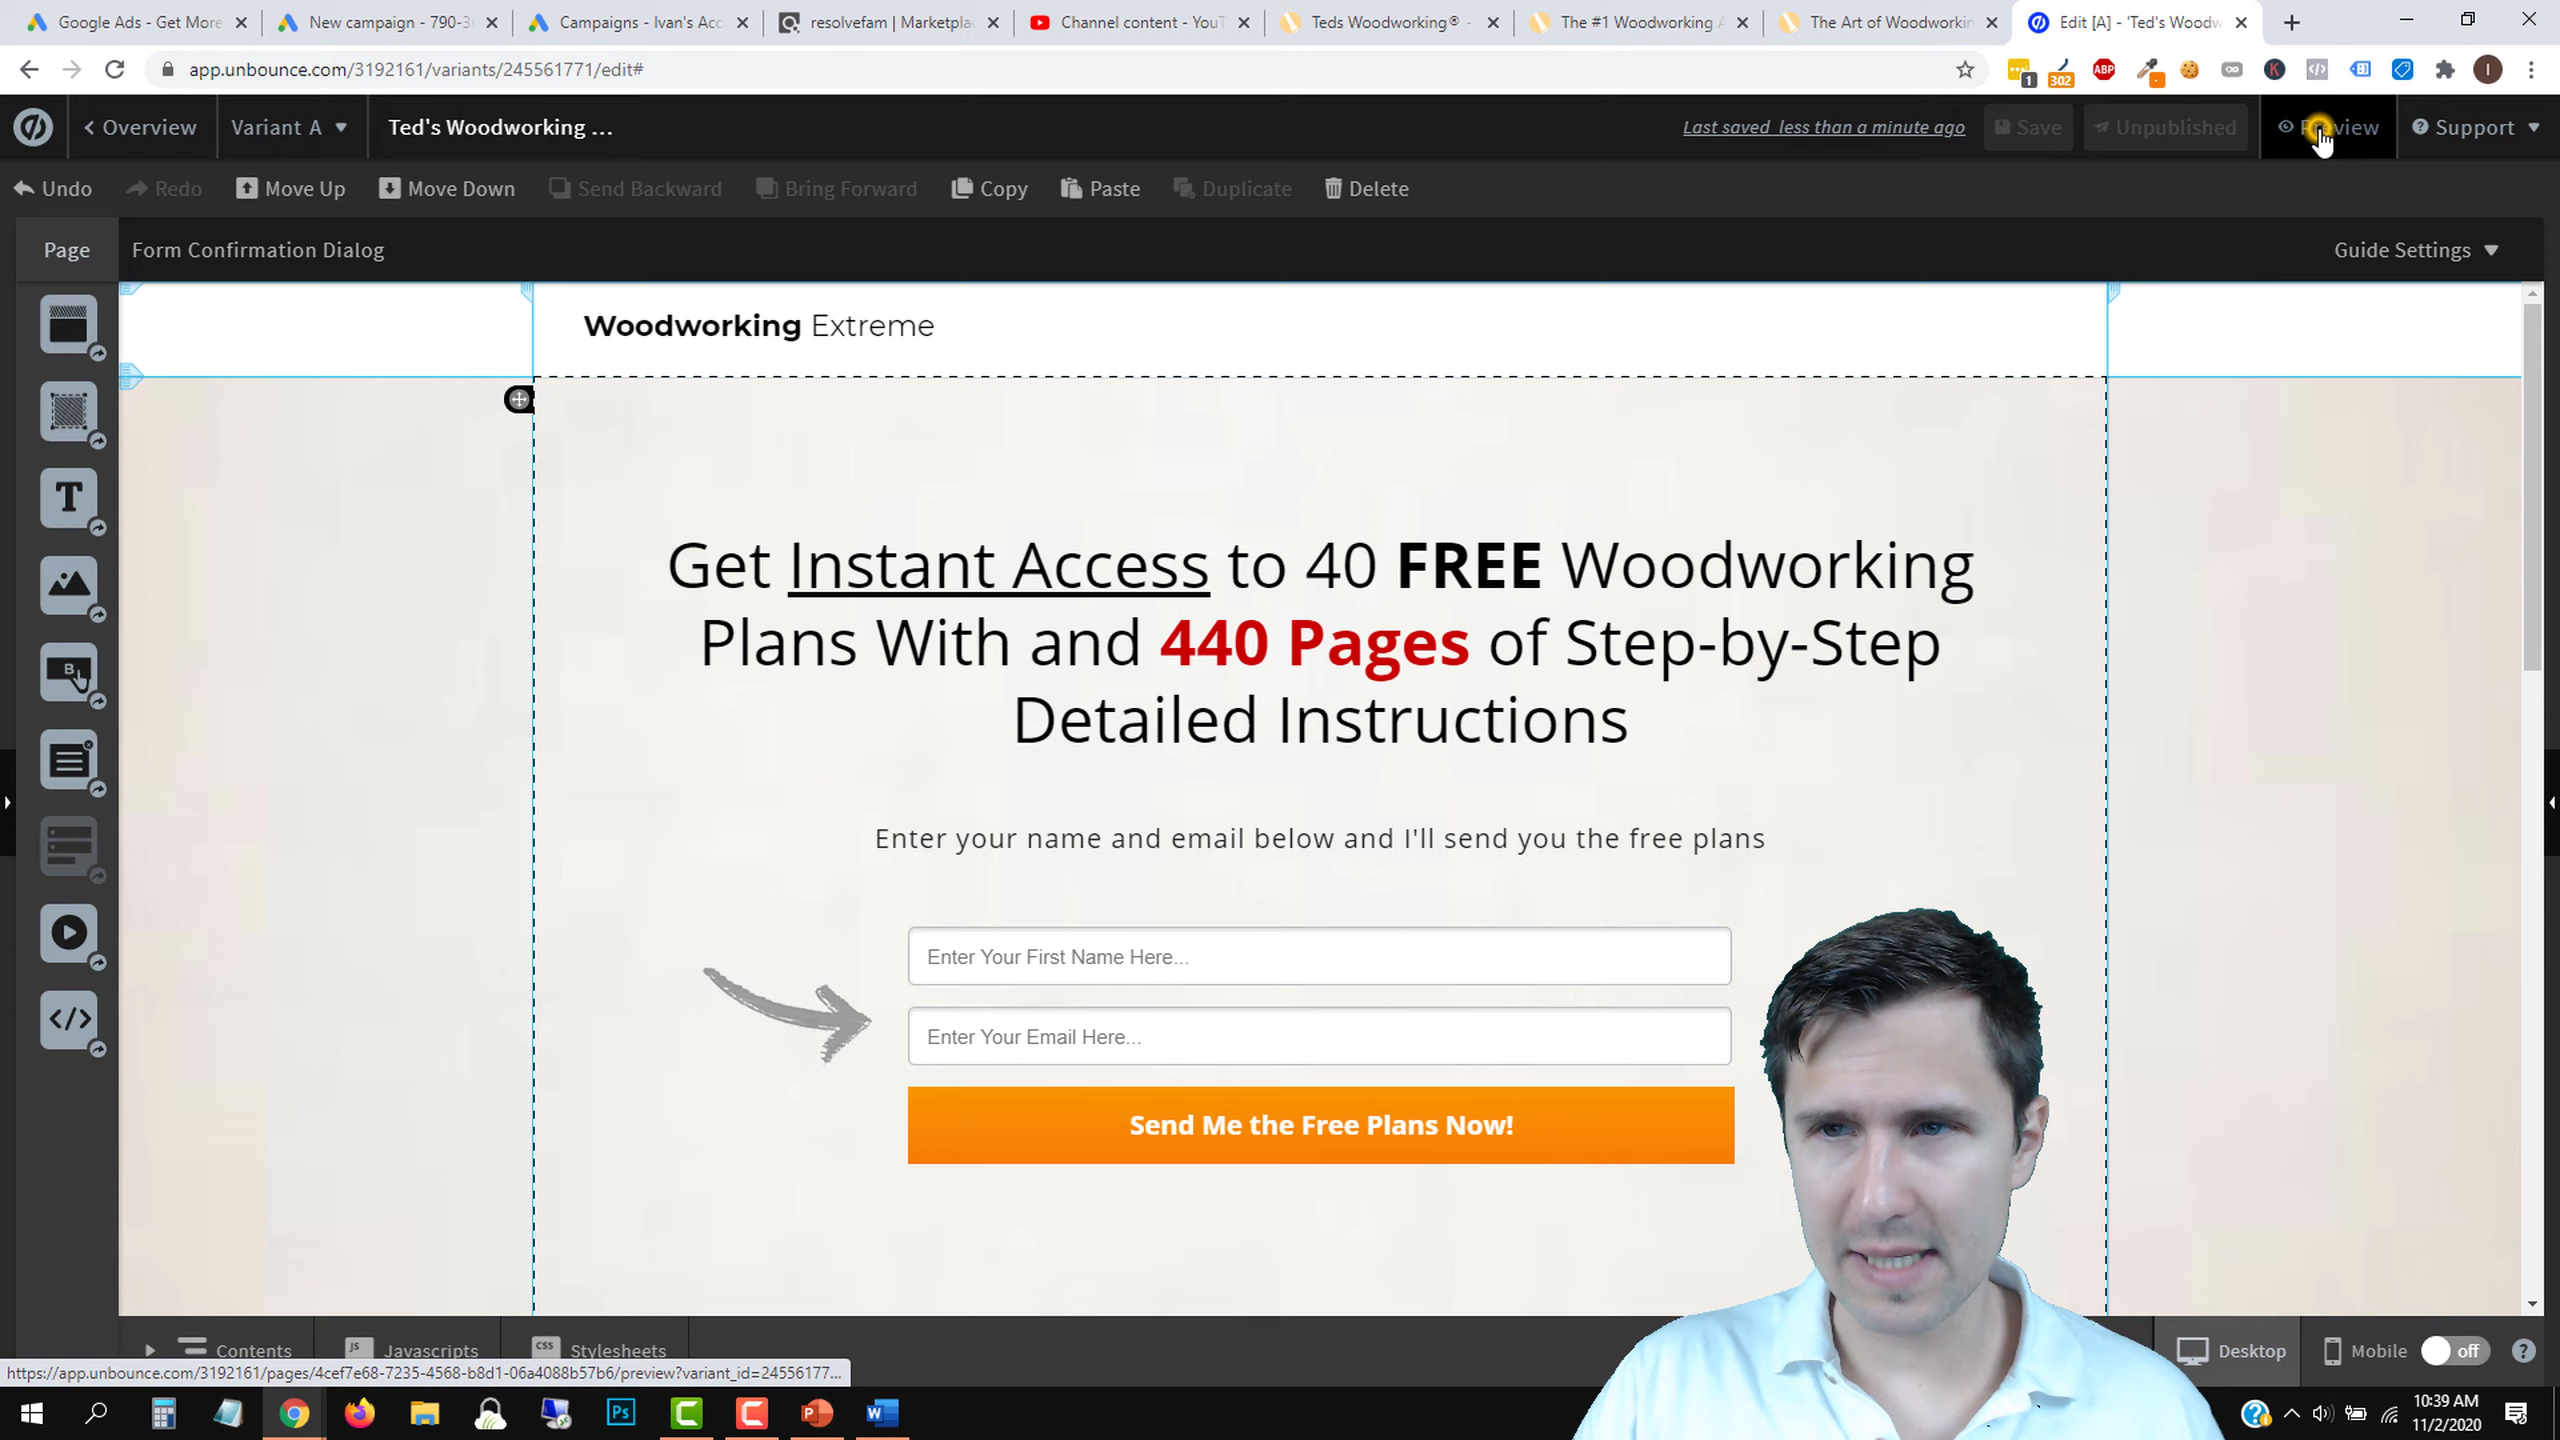 Google Ads - Get More
New campaign - 790-3
Campaigns - Ivan's Acc
resolvefam | Marketpla
Channel content - YouT
Teds Woodworking® -
The #1 Woodworking A
The Art of Woodworkin
Edit [A] - 'Ted's Woodw
app.unbounce.com/3192161/variants/245561771/edit#
1
302
ABP
I
Overview
Variant A
Ted's Woodworking ...
Last saved less than a minute ago
Save
Unpublished
Preview
Support
Undo
Redo
Move Up
Move Down
Send Backward
Bring Forward
Copy
Paste
Duplicate
Delete
Page
Form Confirmation Dialog
Guide Settings
Woodworking Extreme
Get Instant Access to 40 FREE Woodworking
Plans With and 440 Pages of Step-by-Step
Detailed Instructions
Enter your name and email below and I'll send you the free plans
Enter Your First Name Here...
Enter Your Email Here...
Send Me the Free Plans Now!
Contents
JS Javascripts
CSS Stylesheets
Desktop
Mobile
off
https://app.unbounce.com/3192161/pages/4cef7e68-7235-4568-b8d1-06a4088b57b6/preview?variant_id=24556177...
10:39 AM
11/2/2020